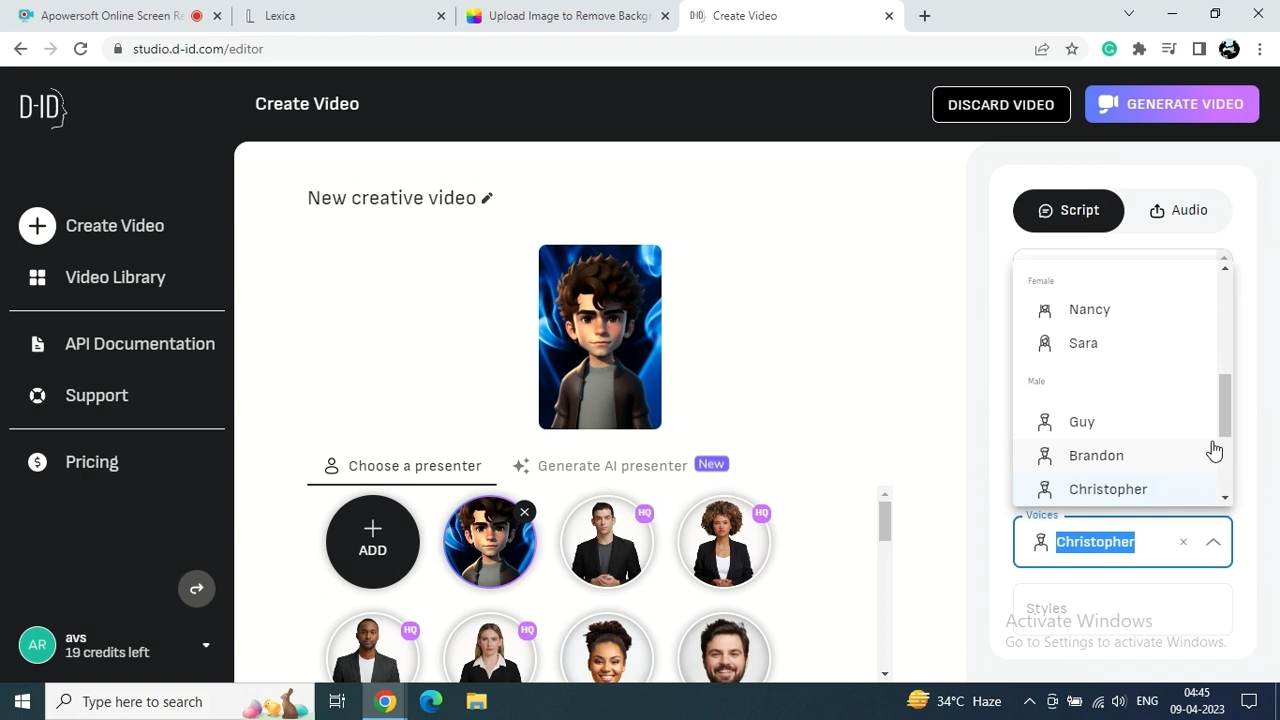 Apowersoft Online Screen Re
Lexica
Upload Image to Remove Backg
Create Video
studio.d-id.com/editor
D-ID
Create Video
DISCARD VIDEO
GENERATE VIDEO
New creative video
Script
Audio
Create Video
Video Library
API Documentation
Support
Pricing
Female
Nancy
Sara
Male
Guy
Brandon
Christopher
Choose a presenter
Generate AI presenter
New
ADD
HQ
HQ
Voices
Christopher
Styles
HQ
HQ
AR
avs
19 credits left
Activate Windows
Go to Settings to activate Windows.
Type here to search
34°C Haze
ENG
04:45
09-04-2023